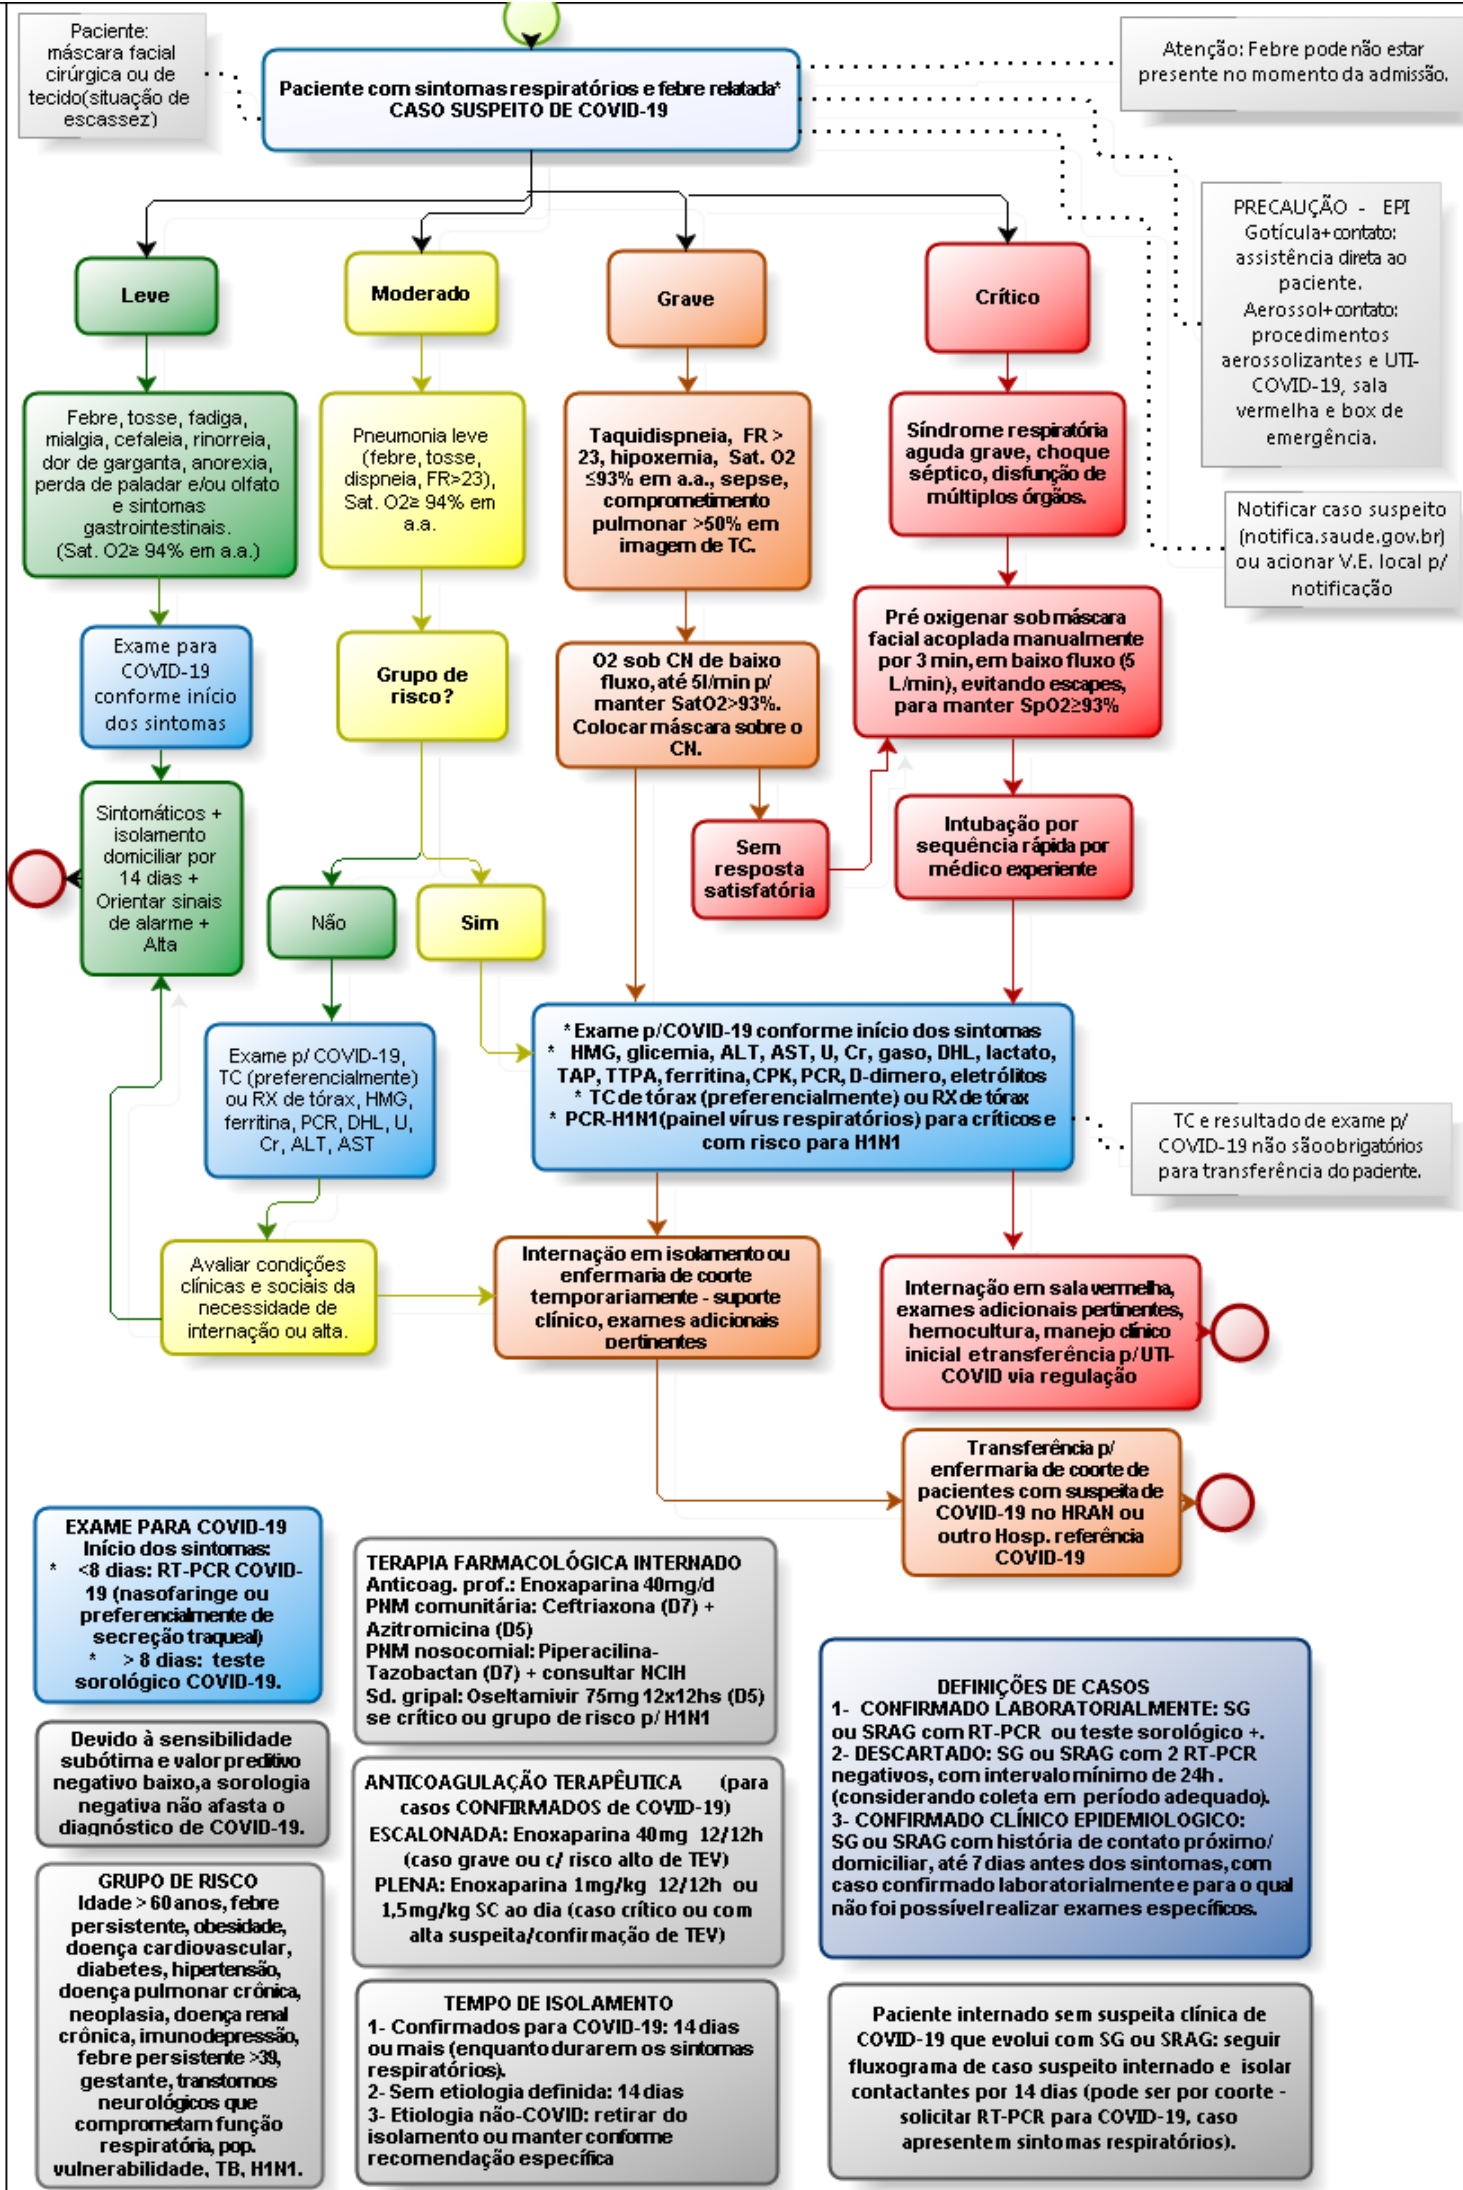 Paciente:
máscara facial
cirúrgica ou de
tecido(situação de
escassez)
Paciente com sintomas respiratórios e febre relatada*
CASO SUSPEITO DE COVID-19
Atenção: Febre pode não estar
presente no momento da admissão.
PRECAUÇÃO - EPI
Gotícula+contato:
assistência direta ao
paciente.
Aerossol+contato:
procedimentos
aerossolizantes e UTI-
COVID-19, sala
vermelha e box de
emergência.
Notificar caso suspeito
(notifica.saude.gov.br)
ou acionar V.E. local p/
notificação
Leve
Moderado
Grave
Crítico
Febre, tosse, fadiga,
mialgia, cefaleia, rinorreia,
dor de garganta, anorexia,
perda de paladar e/ou olfato
e sintomas
gastrointestinais.
(Sat. O2≥ 94% em a.a.)
Pneumonia leve
(febre, tosse,
dispneia, FR>23),
Sat. O2≥ 94% em
a.a.
Taquidispneia, FR >
23, hipoxemia, Sat. O2
≤93% em a.a., sepse,
comprometimento
pulmonar >50% em
imagem de TC.
Síndrome respiratória
aguda grave, choque
séptico, disfunção de
múltiplos órgãos.
Exame para
COVID-19
conforme início
dos sintomas
Grupo de
risco?
O2 sob CN de baixo
fluxo, até 5l/min p/
manter SatO2>93%.
Colocar máscara sobre o
CN.
Pré oxigenar sob máscara
facial acoplada manualmente
por 3 min, em baixo fluxo (5
L/min), evitando escapes,
para manter SpO2≥93%
Sintomáticos +
isolamento
domiciliar por
14 dias +
Orientar sinais
de alarme +
Alta
Sem
resposta
satisfatória
Intubação por
sequência rápida por
médico experiente
Não
Sim
Exame p/ COVID-19,
TC (preferencialmente)
ou RX de tórax, HMG,
ferritina, PCR, DHL, U,
Cr, ALT, AST
* Exame p/COVID-19 conforme início dos sintomas
* HMG, glicemia, ALT, AST, U, Cr, gaso, DHL, lactato,
TAP, TTPA, ferritina, CPK, PCR, D-dimero, eletrólitos
* TC de tórax (preferencialmente) ou RX de tórax
* PCR-H1N1(painel vírus respiratórios) para críticos e
com risco para H1N1
TC e resultado de exame p/
COVID-19 não são obrigatórios
para transferência do paciente.
Avaliar condições
clínicas e sociais da
necessidade de
internação ou alta.
Internação em isolamento ou
enfermaria de coorte
temporariamente - suporte
clínico, exames adicionais
pertinentes
Internação em sala vermelha,
exames adicionais pertinentes,
hemocultura, manejo clínico
inicial e transferência p/ UTI-
COVID via regulação
Transferência p/
enfermaria de coorte de
pacientes com suspeita de
COVID-19 no HRAN ou
outro Hosp. referência
COVID-19
EXAME PARA COVID-19
Início dos sintomas:
* <8 dias: RT-PCR COVID-
19 (nasofaringe ou
preferencialmente de
secreção traqueal)
* > 8 dias: teste
sorológico COVID-19.
Devido à sensibilidade
subótima e valor preditivo
negativo baixo, a sorologia
negativa não afasta o
diagnóstico de COVID-19.
GRUPO DE RISCO
Idade > 60 anos, febre
persistente, obesidade,
doença cardiovascular,
diabetes, hipertensão,
doença pulmonar crônica,
neoplasia, doença renal
crônica, imunodepressão,
febre persistente >39,
gestante, transtornos
neurológicos que
comprometam função
respiratória, pop.
vulnerabilidade, TB, H1N1.
TERAPIA FARMACOLÓGICA INTERNADO
Anticoag. prof.: Enoxaparina 40mg/d
PNM comunitária: Ceftriaxona (D7) +
Azitromicina (D5)
PNM nosocomial: Piperacilina-
Tazobactan (D7) + consultar NCIH
Sd. gripal: Oseltamivir 75mg 12x12hs (D5)
se crítico ou grupo de risco p/ H1N1
ANTICOAGULAÇÃO TERAPÊUTICA (para
casos CONFIRMADOS de COVID-19)
ESCALONADA: Enoxaparina 40mg 12/12h
(caso grave ou c/ risco alto de TEV)
PLENA: Enoxaparina 1mg/kg 12/12h ou
1,5mg/kg SC ao dia (caso crítico ou com
alta suspeita/confirmação de TEV)
TEMPO DE ISOLAMENTO
1- Confirmados para COVID-19: 14 dias
ou mais (enquanto durarem os sintomas
respiratórios).
2- Sem etiologia definida: 14 dias
3- Etiologia não-COVID: retirar do
isolamento ou manter conforme
recomendação específica
DEFINIÇÕES DE CASOS
1- CONFIRMADO LABORATORIALMENTE: SG
ou SRAG com RT-PCR ou teste sorológico +.
2- DESCARTADO: SG ou SRAG com 2 RT-PCR
negativos, com intervalo mínimo de 24h .
(considerando coleta em período adequado).
3- CONFIRMADO CLÍNICO EPIDEMIOLOGICO:
SG ou SRAG com história de contato próximo/
domiciliar, até 7 dias antes dos sintomas, com
caso confirmado laboratorialmente e para o qual
não foi possível realizar exames específicos.
Paciente internado sem suspeita clínica de
COVID-19 que evolui com SG ou SRAG: seguir
fluxograma de caso suspeito internado e isolar
contactantes por 14 dias (pode ser por coorte -
solicitar RT-PCR para COVID-19, caso
apresentem sintomas respiratórios).